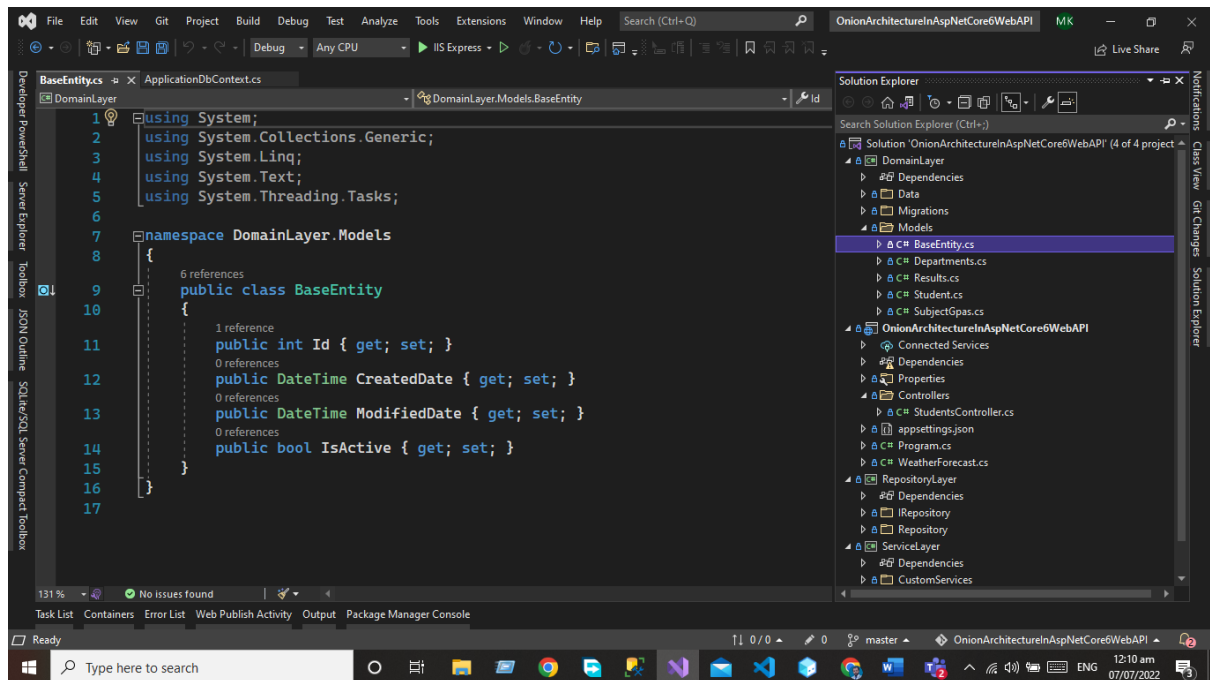 File Edit View Git Project Build Debug Test Analyze Tools Extensions Window Help Search (Ctrl+Q) OnionArchitectureInAspNetCore6WebAPI MK
Debug Any CPU IIS Express Live Share
BaseEntity.cs ApplicationDbContext.cs
DomainLayer DomainLayer.Models.BaseEntity Id
1 using System;
2 using System.Collections.Generic;
3 using System.Linq;
4 using System.Text;
5 using System.Threading.Tasks;
6
7 namespace DomainLayer.Models
8 {
6 references
9 public class BaseEntity
10 {
1 reference
11 public int Id { get; set; }
0 references
12 public DateTime CreatedDate { get; set; }
0 references
13 public DateTime ModifiedDate { get; set; }
0 references
14 public bool IsActive { get; set; }
15 }
16 }
17
131 % No issues found
Developer PowerShell
Server Explorer
Toolbox
JSON Outline
SQLite/SQL Server Compact Toolbox
Solution Explorer
Search Solution Explorer (Ctrl+;)
Solution 'OnionArchitectureInAspNetCore6WebAPI' (4 of 4 project
DomainLayer
Dependencies
Data
Migrations
Models
C# BaseEntity.cs
C# Departments.cs
C# Results.cs
C# Student.cs
C# SubjectGpas.cs
OnionArchitectureInAspNetCore6WebAPI
Connected Services
Dependencies
Properties
Controllers
C# StudentsController.cs
appsettings.json
C# Program.cs
C# WeatherForecast.cs
RepositoryLayer
Dependencies
IRepository
Repository
ServiceLayer
Dependencies
CustomServices
Notifications
Class View
Git Changes
Solution Explorer
Task List Containers Error List Web Publish Activity Output Package Manager Console
Ready 0 / 0 0 master OnionArchitectureInAspNetCore6WebAPI 2
Type here to search ENG 12:10 am
07/07/2022